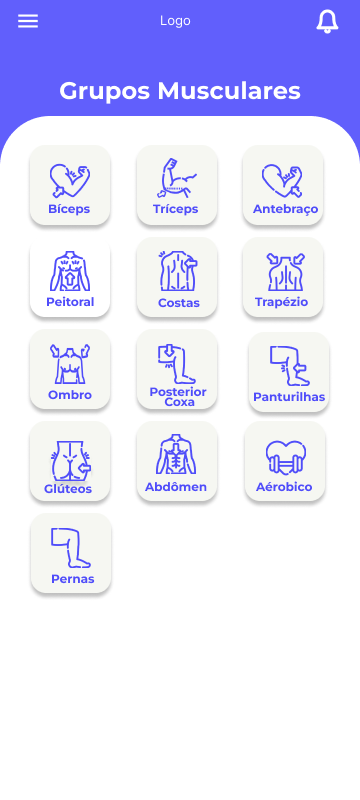 Logo
Grupos Musculares
Bíceps
Tríceps
Antebraço
Peitoral
Costas
Trapézio
Ombro
Posterior
Coxa
Panturilhas
Glúteos
Abdômen
Aérobico
Pernas